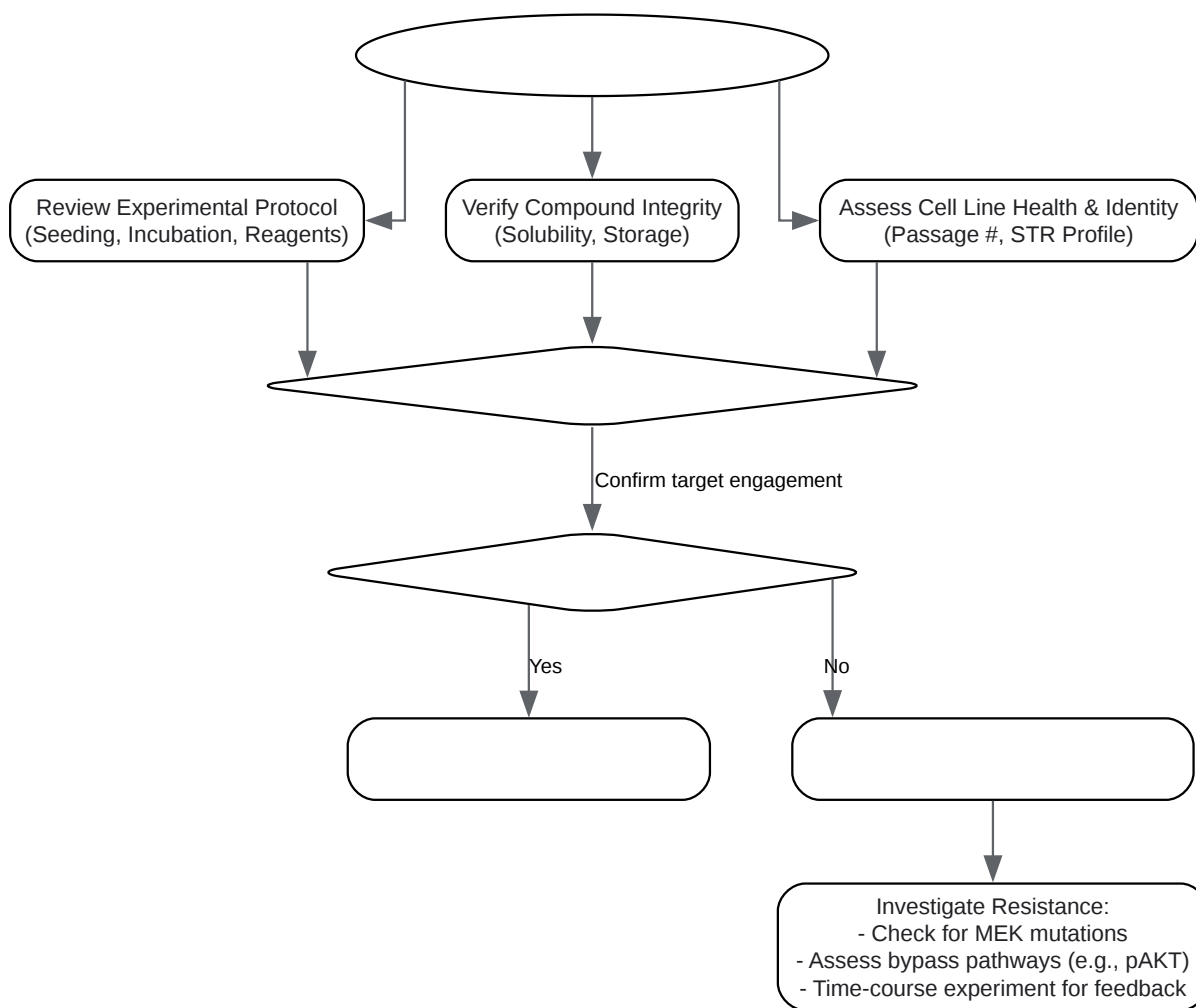 Review Experimental Protocol
(Seeding, Incubation, Reagents)
Verify Compound Integrity
(Solubility, Storage)
Assess Cell Line Health & Identity
(Passage #, STR Profile)
Confirm target engagement
Yes
No
Investigate Resistance:
- Check for MEK mutations
- Assess bypass pathways (e.g., pAKT)
- Time-course experiment for feedback